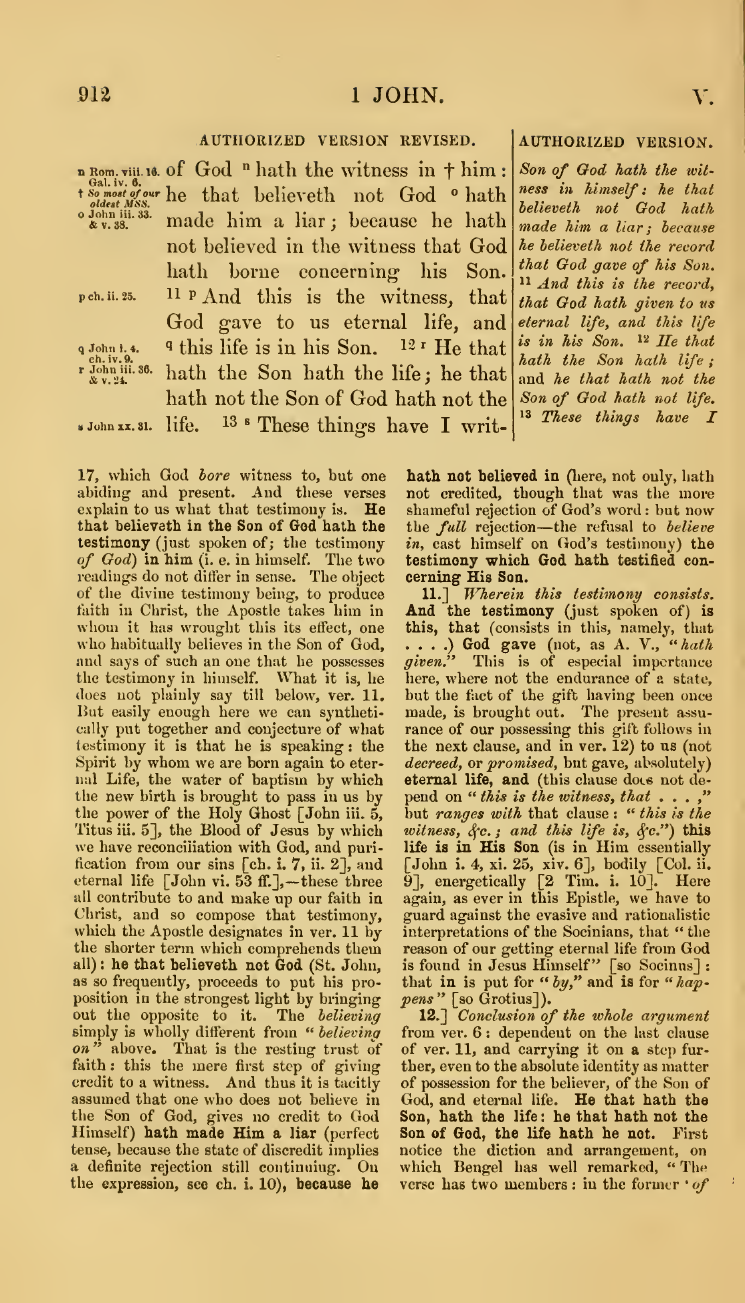 912
1 JOHN.
V.
AUTHORIZED VERSION REVISED.
n Rom. viii. 16.
Gal. iv. 6.
† So most of our
oldest MSS.
o John iii. 33.
& v. 38.
p ch. ii. 25.
q John i. 4.
ch. iv. 9.
r John iii. 36.
& v. 24.
s John xx. 31.
of God n hath the witness in † him :
he that believeth not God o hath
made him a liar ; because he hath
not believed in the witness that God
hath borne concerning his Son.
11 p And this is the witness, that
God gave to us eternal life, and
q this life is in his Son. 12 r He that
hath the Son hath the life ; he that
hath not the Son of God hath not the
life. 13 s These things have I writ-
AUTHORIZED VERSION.
Son of God hath the wit-
ness in himself : he that
believeth not God hath
made him a liar ; because
he believeth not the record
that God gave of his Son.
11 And this is the record,
that God hath given to us
eternal life, and this life
is in his Son. 12 He that
hath the Son hath life ;
and he that hath not the
Son of God hath not life.
13 These things have I
17, which God bore witness to, but one
abiding and present. And these verses
explain to us what that testimony is. He
that believeth in the Son of God hath the
testimony (just spoken of; the testimony
of God) in him (i. e. in himself. The two
readings do not differ in sense. The object
of the divine testimony being, to produce
faith in Christ, the Apostle takes him in
whom it has wrought this its effect, one
who habitually believes in the Son of God,
and says of such an one that he possesses
the testimony in himself. What it is, he
does not plainly say till below, ver. 11.
But easily enough here we can syntheti-
cally put together and conjecture of what
testimony it is that he is speaking : the
Spirit by whom we are born again to eter-
nal Life, the water of baptism by which
the new birth is brought to pass in us by
the power of the Holy Ghost [John iii. 5,
Titus iii. 5], the Blood of Jesus by which
we have reconciliation with God, and puri-
fication from our sins [ch. i. 7, ii. 2], and
eternal life [John vi. 53 ff.],—these three
all contribute to and make up our faith in
Christ, and so compose that testimony,
which the Apostle designates in ver. 11 by
the shorter term which comprehends them
all) : he that believeth not God (St. John,
as so frequently, proceeds to put his pro-
position in the strongest light by bringing
out the opposite to it. The believing
simply is wholly different from “ believing
on” above. That is the resting trust of
faith : this the mere first step of giving
credit to a witness. And thus it is tacitly
assumed that one who does not believe in
the Son of God, gives no credit to God
Himself) hath made Him a liar (perfect
tense, because the state of discredit implies
a definite rejection still continuing. On
the expression, see ch. i. 10), because he
hath not believed in (here, not only, hath
not credited, though that was the more
shameful rejection of God’s word : but now
the full rejection—the refusal to believe
in, cast himself on God’s testimony) the
testimony which God hath testified con-
cerning His Son.
11.] Wherein this testimony consists.
And the testimony (just spoken of) is
this, that (consists in this, namely, that
. . . .) God gave (not, as A. V., “hath
given.” This is of especial importance
here, where not the endurance of a state,
but the fact of the gift having been once
made, is brought out. The present assu-
rance of our possessing this gift follows in
the next clause, and in ver. 12) to us (not
decreed, or promised, but gave, absolutely)
eternal life, and (this clause does not de-
pend on “ this is the witness, that . . . ,”
but ranges with that clause : “ this is the
witness, &c. ; and this life is, &c.”) this
life is in His Son (is in Him essentially
[John i. 4, xi. 25, xiv. 6], bodily [Col. ii.
9], energetically [2 Tim. i. 10]. Here
again, as ever in this Epistle, we have to
guard against the evasive and rationalistic
interpretations of the Socinians, that “ the
reason of our getting eternal life from God
is found in Jesus Himself” [so Socinus] :
that in is put for “ by,” and is for “ hap-
pens” [so Grotius]).
12.] Conclusion of the whole argument
from ver. 6 : dependent on the last clause
of ver. 11, and carrying it on a step fur-
ther, even to the absolute identity as matter
of possession for the believer, of the Son of
God, and eternal life. He that hath the
Son, hath the life : he that hath not the
Son of God, the life hath he not. First
notice the diction and arrangement, on
which Bengel has well remarked, “ The
verse has two members : in the former ‘ of